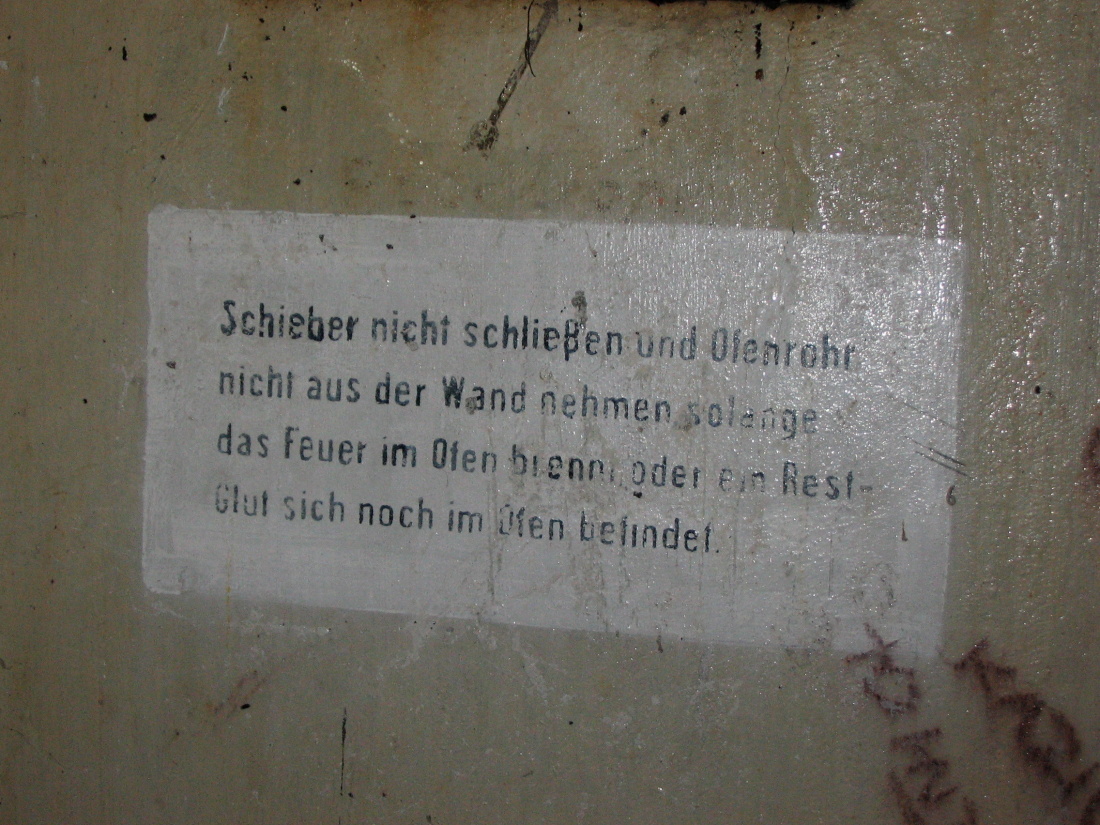 Schieber nicht schließen und Ofenrohr
nicht aus der Wand nehmen solange
das Feuer im Ofen brennt oder ein Rest-
Glut sich noch im Ofen befindet.